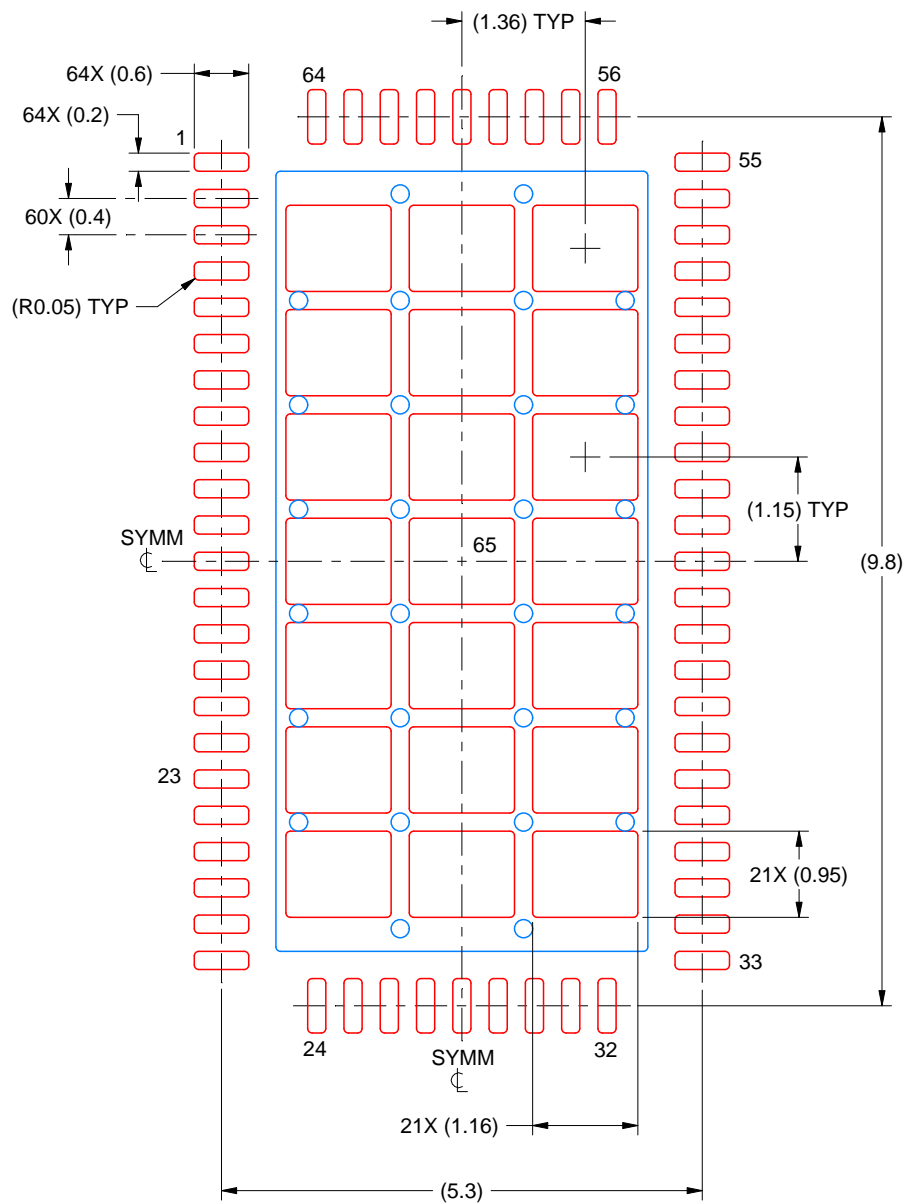 (1.36) TYP
64X (0.6)
64
56
64X (0.2)
1
55
60X (0.4)
(R0.05) TYP
(1.15) TYP
SYMM
65
(9.8)
23
21X (0.95)
33
24
32
SYMM
21X (1.16)
(5.3)